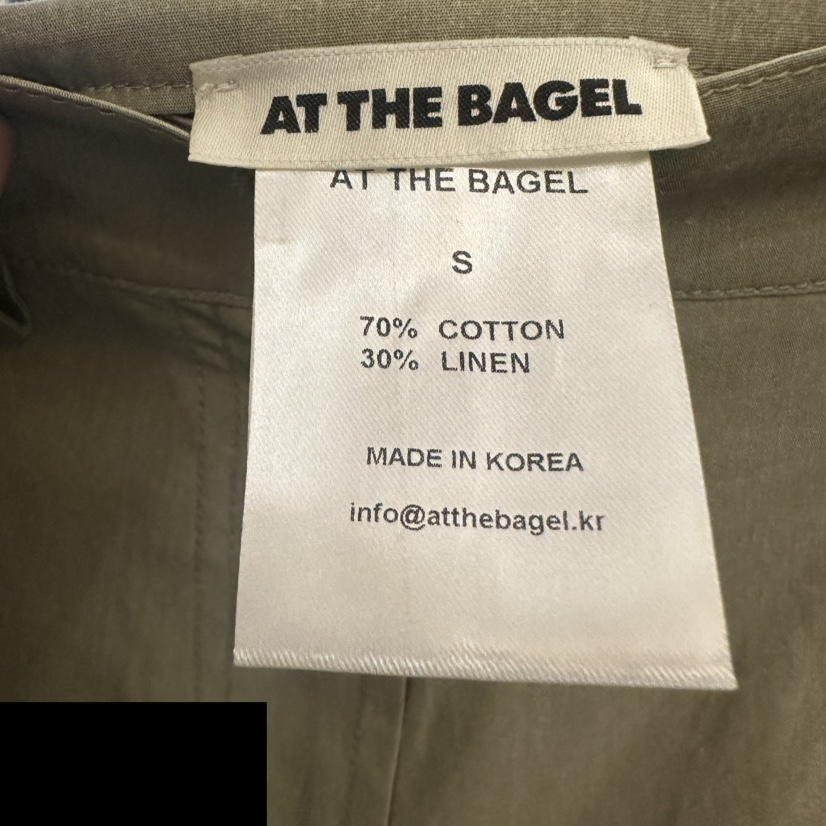 AT THE BAGEL
AT THE BAGEL
S
70% COTTON
30% LINEN
MADE IN KOREA
info@atthebagel.kr